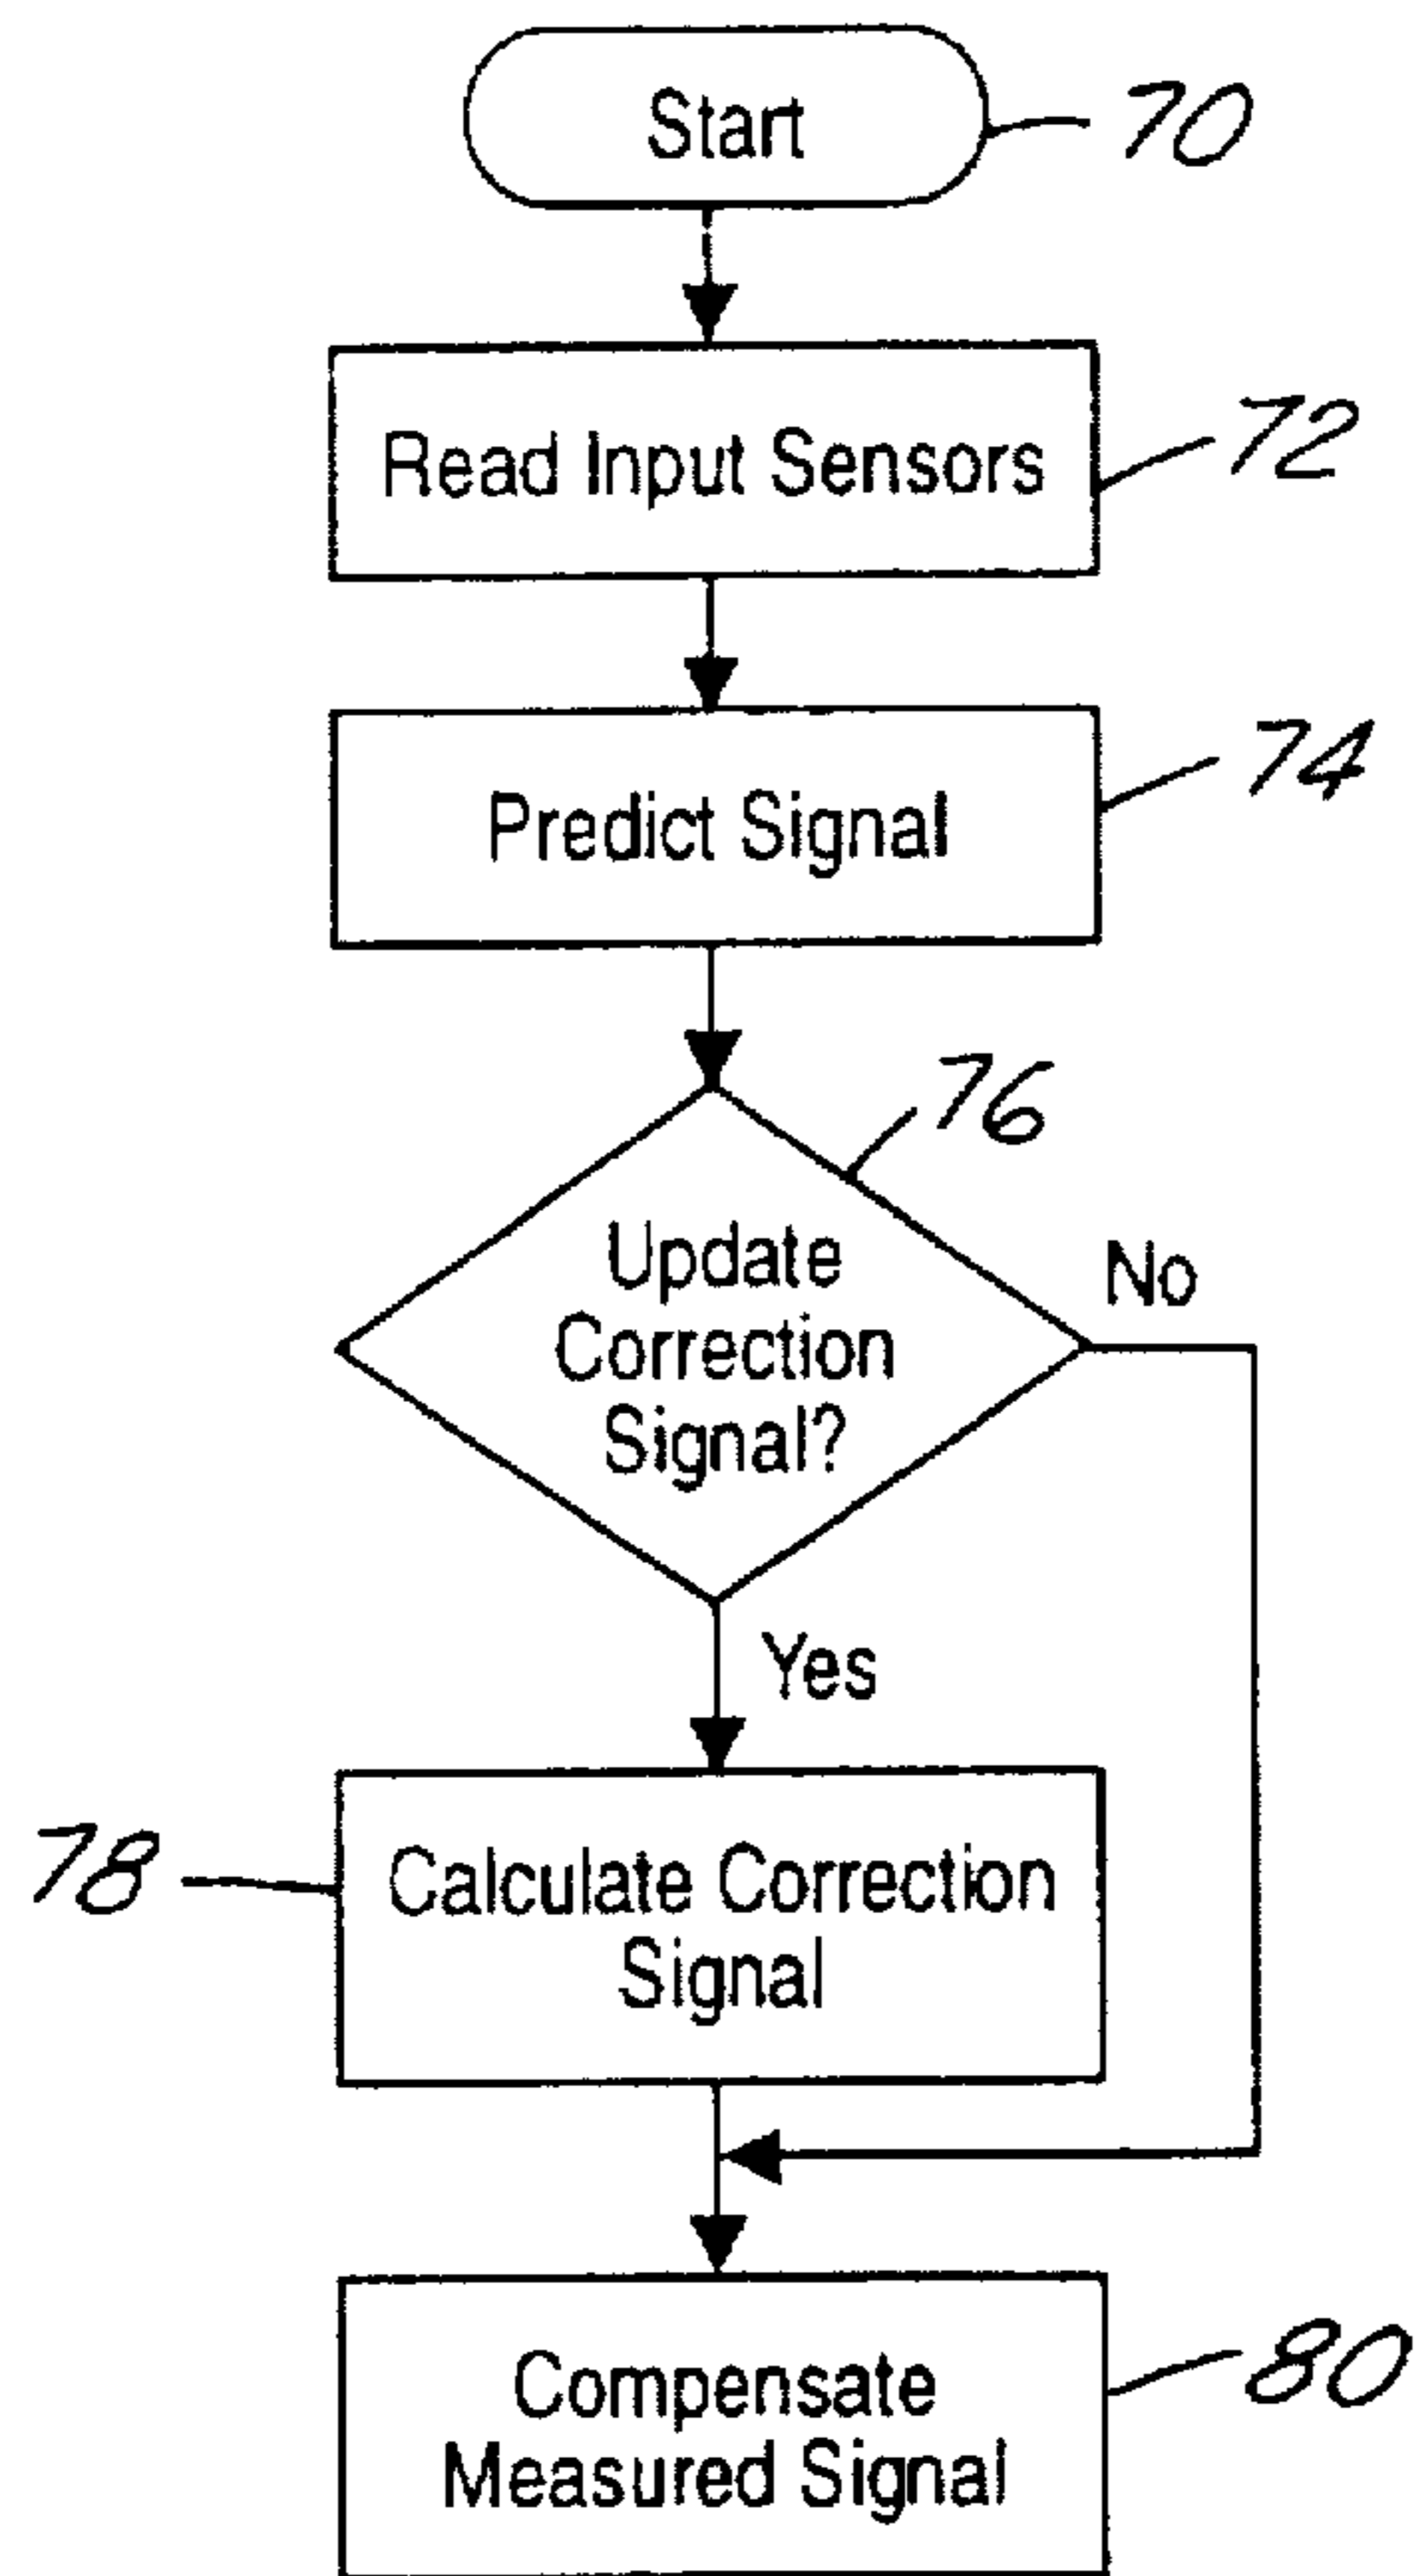 Start
70
Read Input Sensors
72
Predict Signal
74
76
Update
Correction
Signal?
No
Yes
78
Calculate Correction
Signal
Compensate
Measured Signal
80